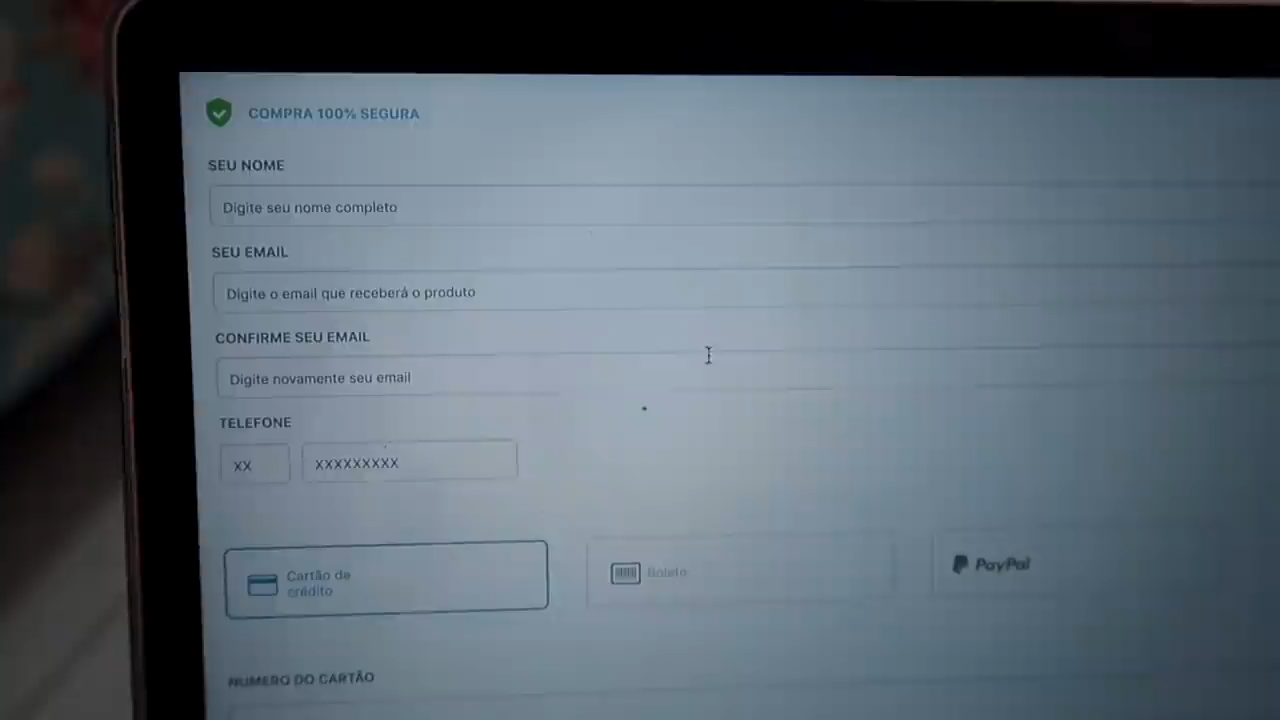 COMPRA 100% SEGURA
SEU NOME
Digite seu nome completo
SEU EMAIL
Digite o email que receberá o produto
CONFIRME SEU EMAIL
Digite novamente seu email
TELEFONE
XX XXXXXXXXX
Cartão de
crédito
Boleto
PayPal
NUMERO DO CARTÃO